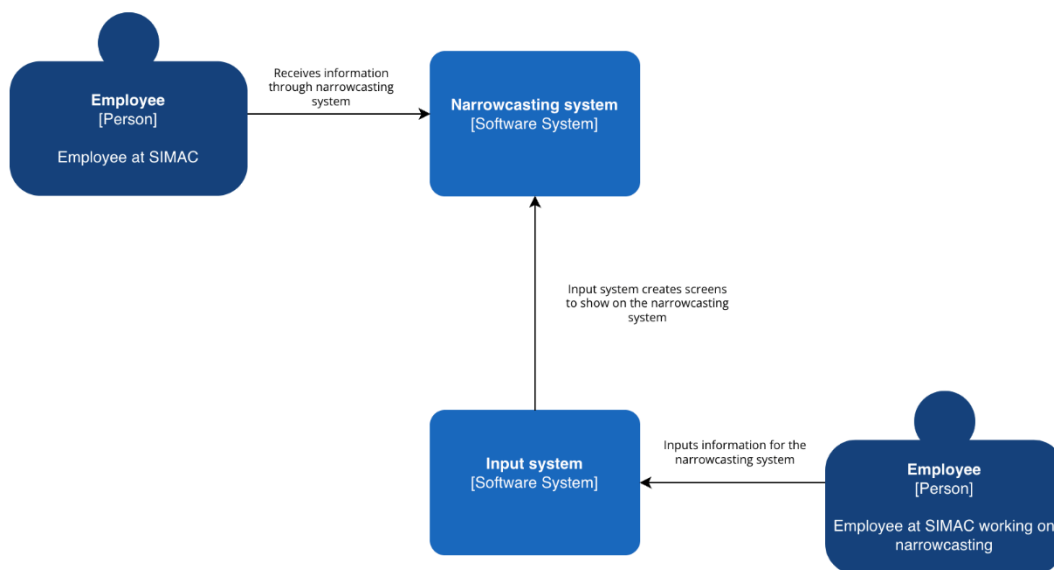 Employee
[Person]
Employee at SIMAC
Receives information
through narrowcasting
system
Narrowcasting system
[Software System]
Input system creates screens
to show on the narrowcasting
system
Input system
[Software System]
Inputs information for the
narrowcasting system
Employee
[Person]
Employee at SIMAC working on
narrowcasting